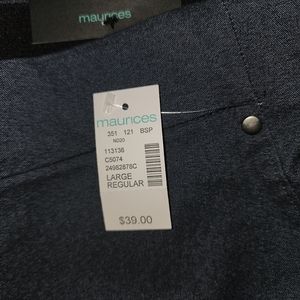 maurices
maurices
351 121 BSP
N020
113136
C5074
24982878C
LARGE
REGULAR
$39.00